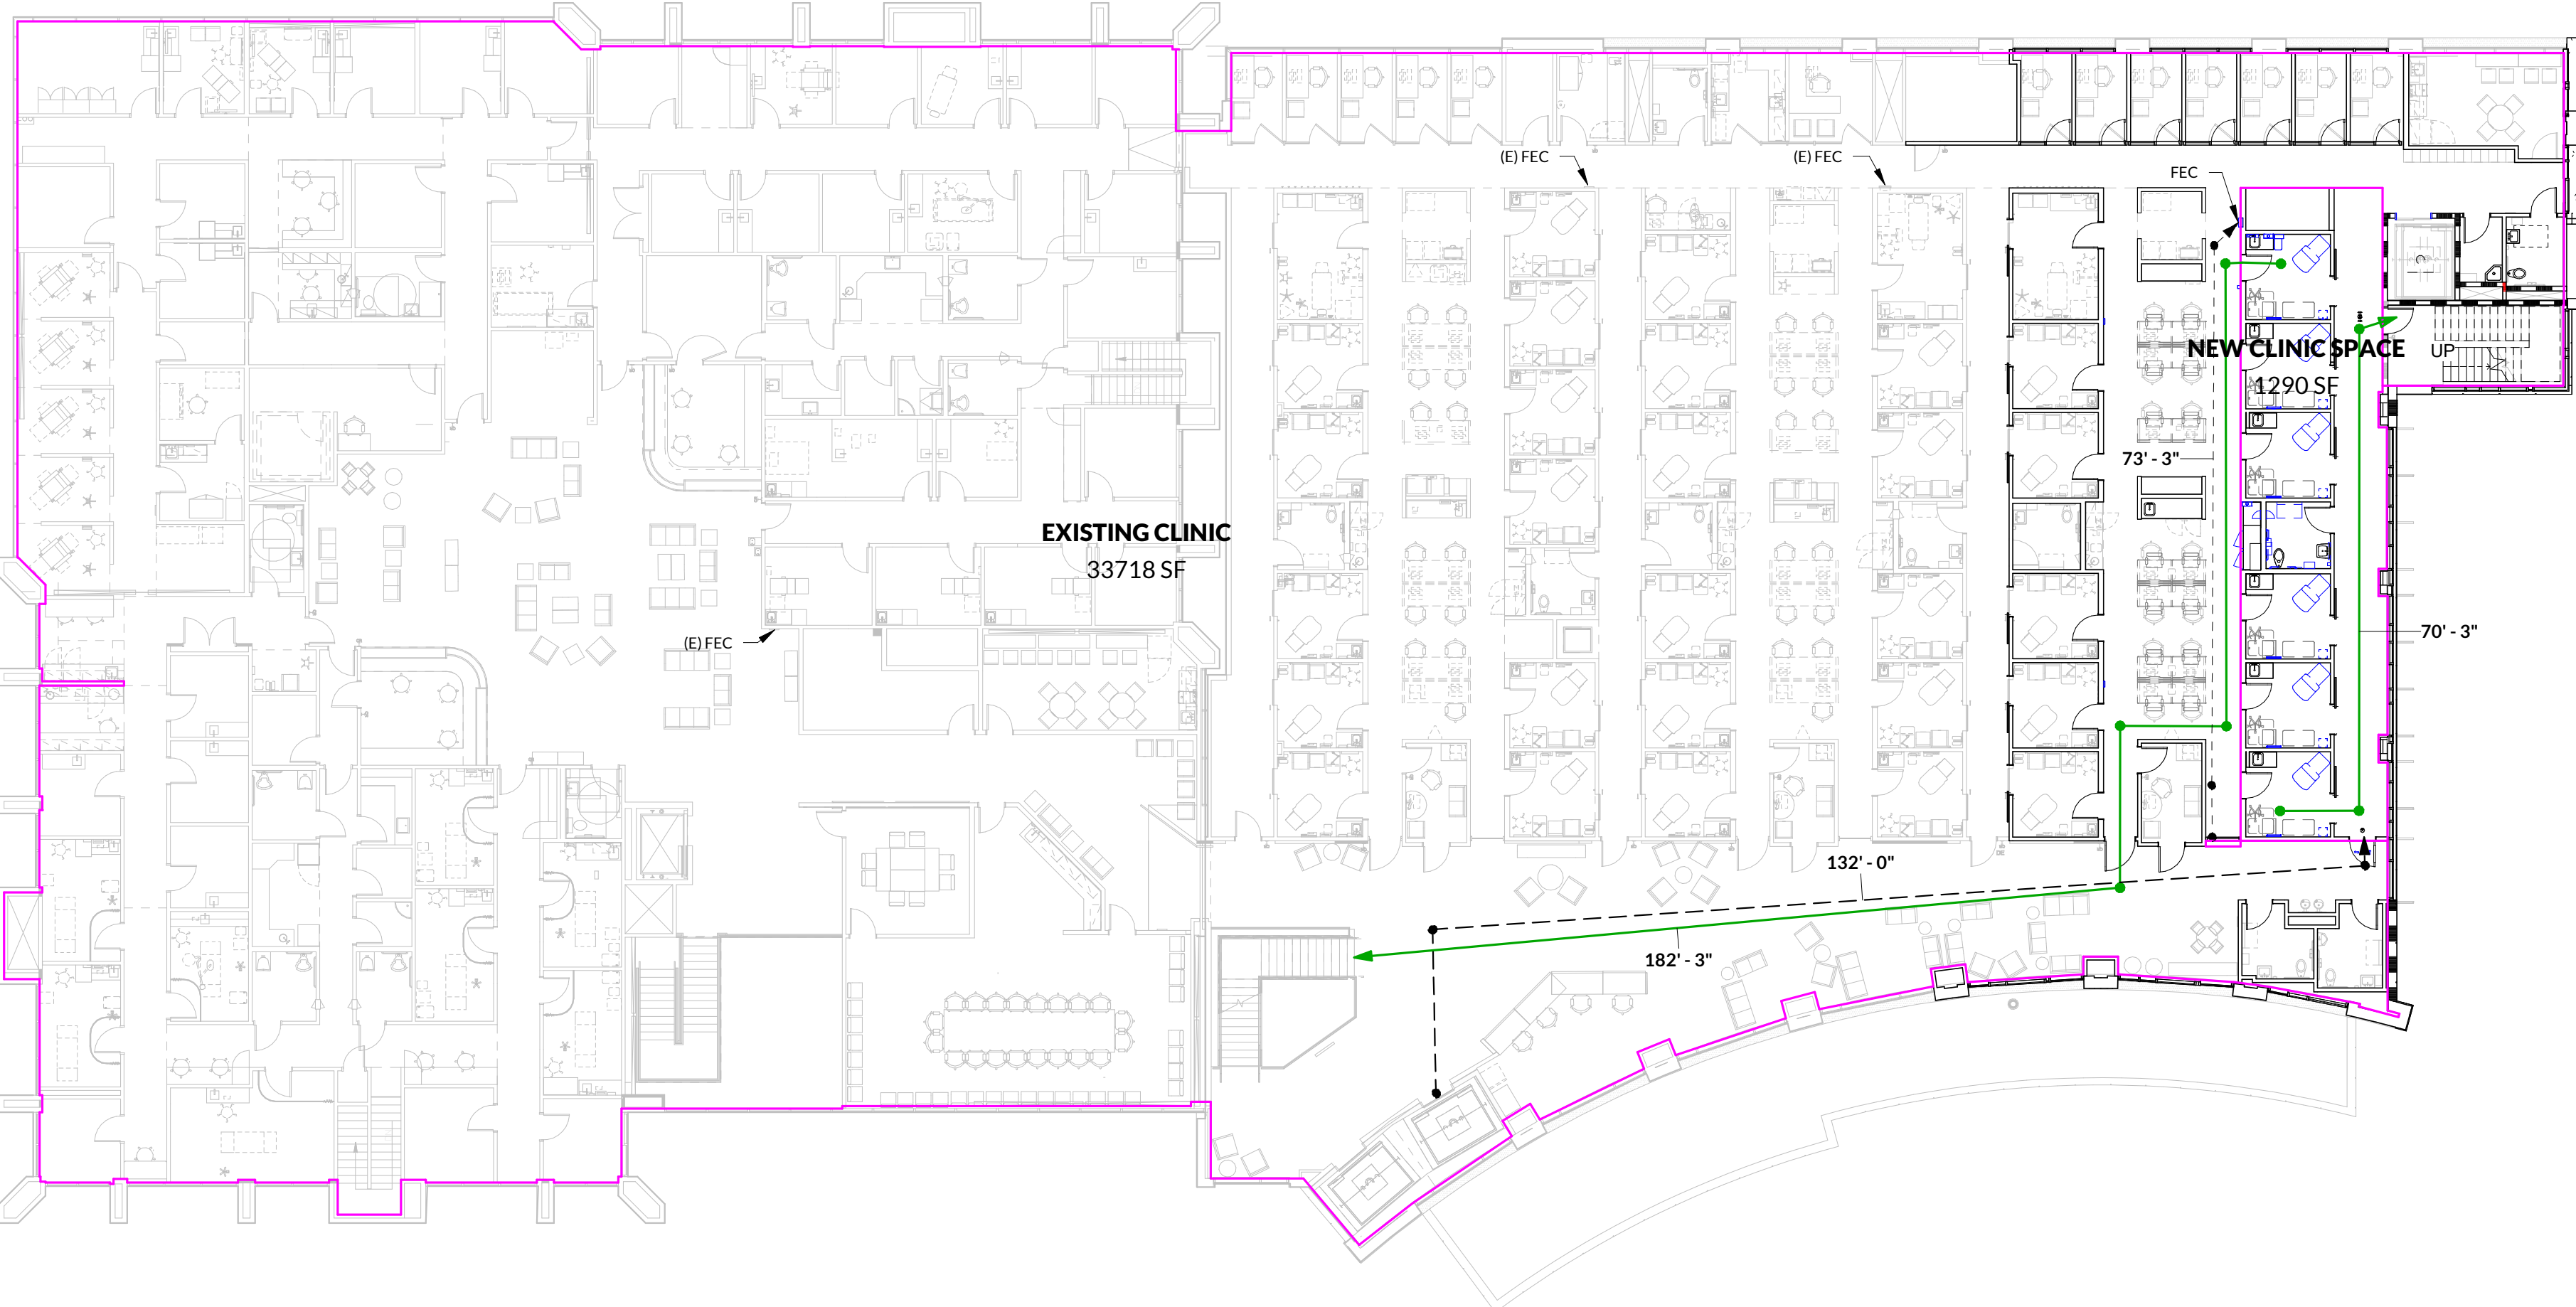 (E) FEC
(E) FEC
FEC
NEW CLINIC SPACE
UP
1290 SF
73' - 3"
EXISTING CLINIC
33718 SF
70' - 3"
(E) FEC
132' - 0"
182' - 3"